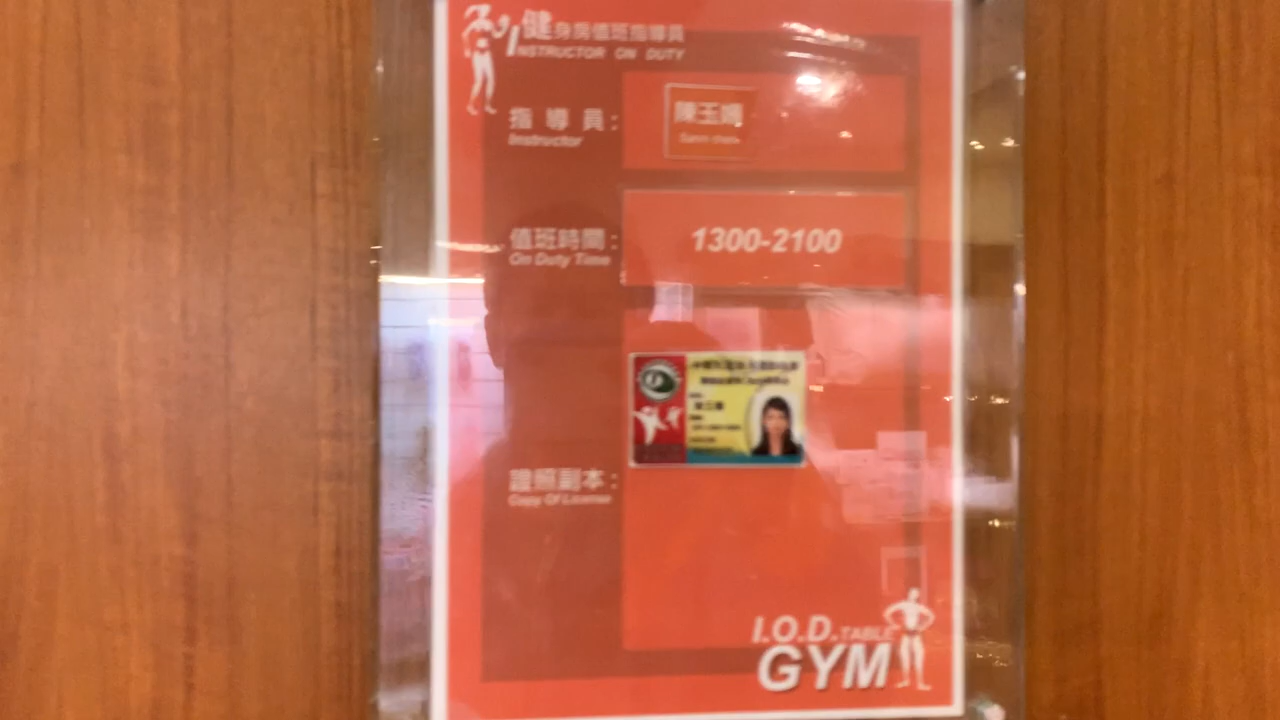 健身房值班指導員
INSTRUCTOR ON DUTY
指導員:
Instructor
陳玉
值班時間:
On Duty Time
1300-2100
證照副本:
Copy Of License
I.O.D.TABLE
GYM